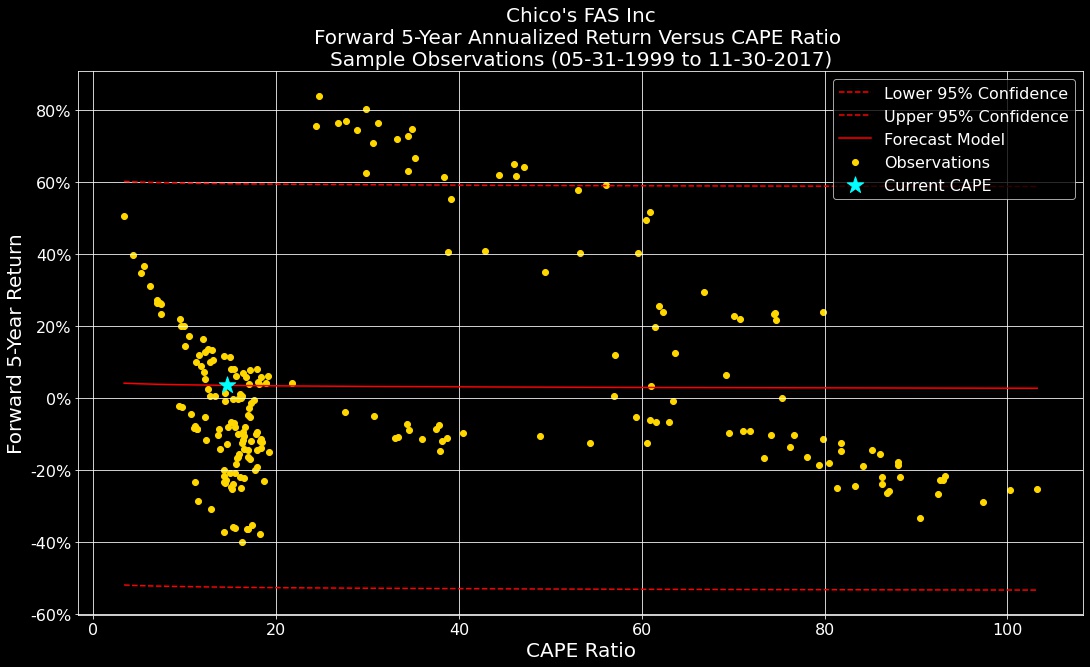 Chico's FAS Inc
Forward 5-Year Annualized Return Versus CAPE Ratio
Sample Observations (05-31-1999 to 11-30-2017)
Lower 95% Confidence
Upper 95% Confidence
Forecast Model
Observations
Current CAPE
Forward 5-Year Return
80%
60%
40%
20%
0%
-20%
-40%
-60%
0 20 40 60 80 100
CAPE Ratio